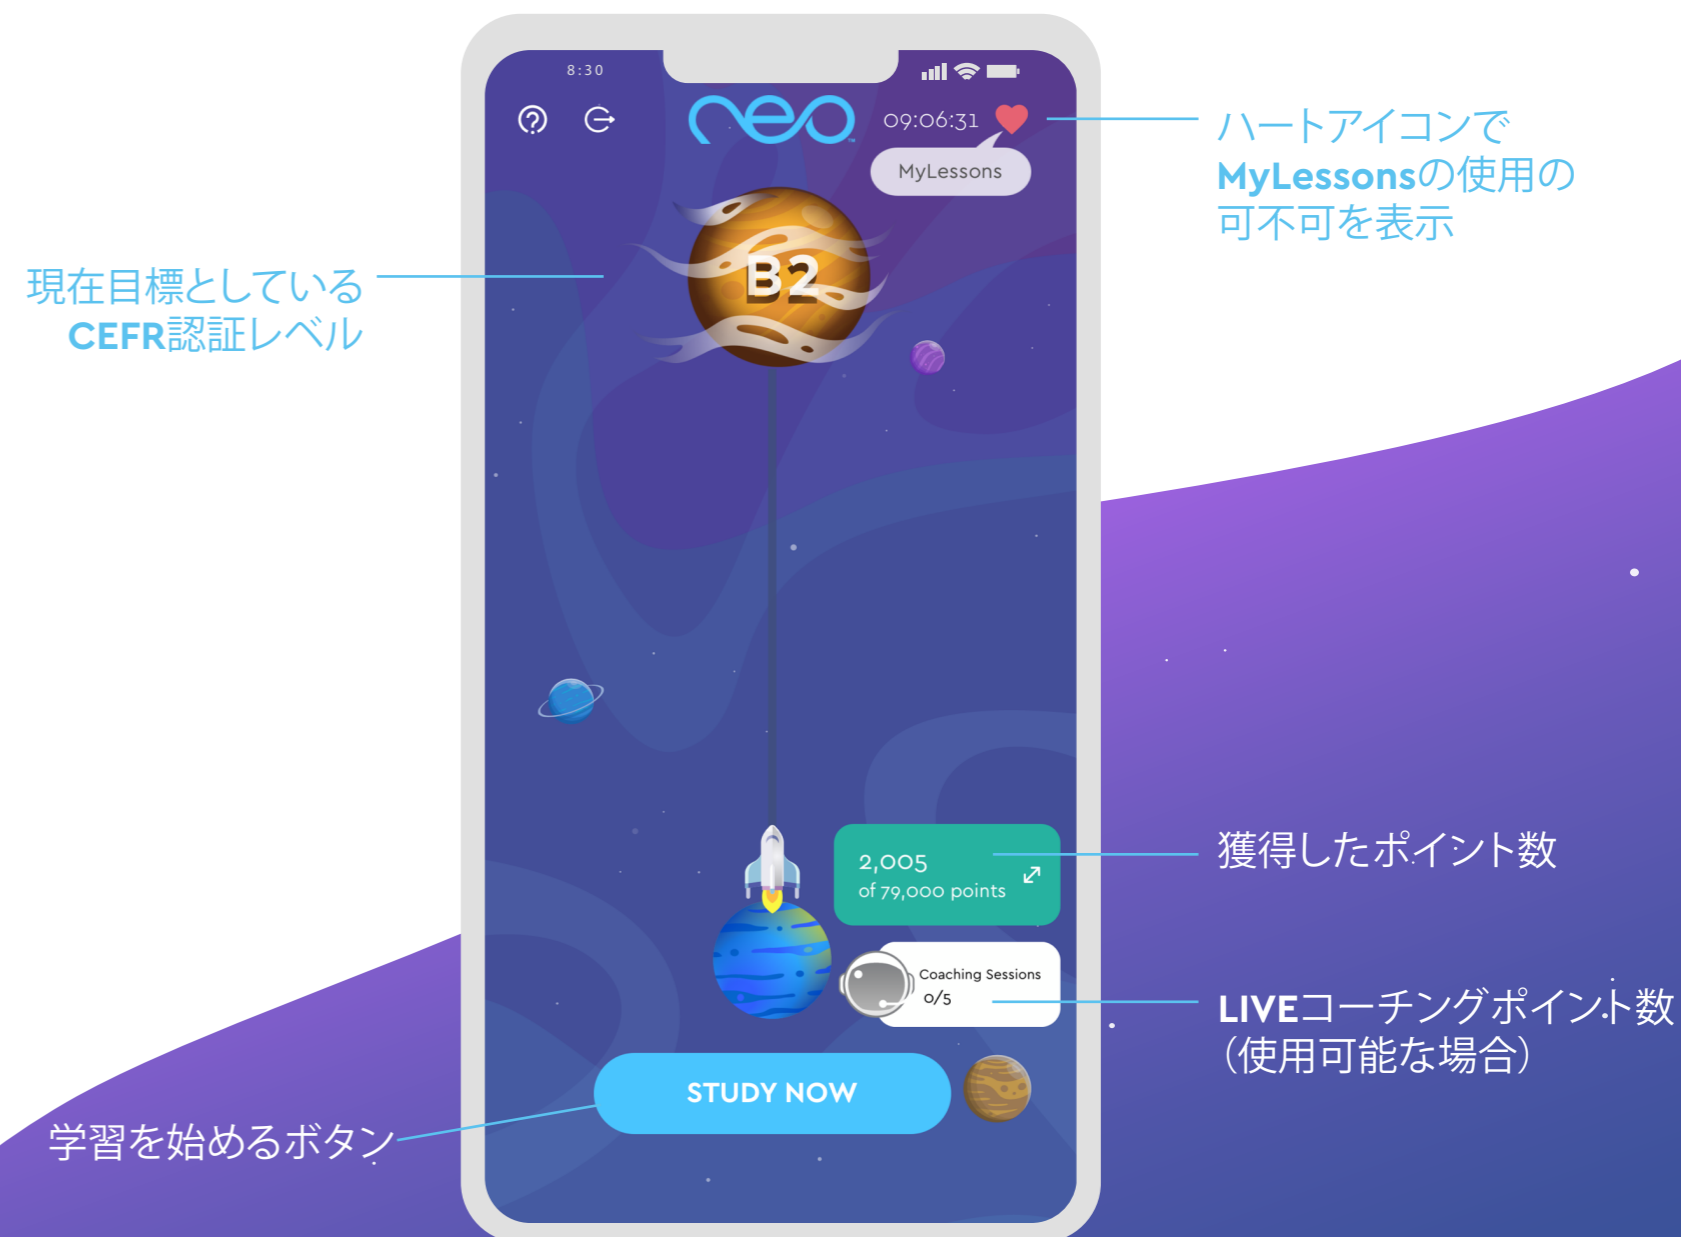 8:30
neo
09:06:31
MyLessons
ハートアイコンで
MyLessonsの使用の
可不可を表示
B2
現在目標としている
CEFR認証レベル
2,005
of 79,000 points
獲得したポイント数
Coaching Sessions
0/5
LIVEコーチングポイント数
（使用可能な場合）
STUDY NOW
学習を始めるボタン